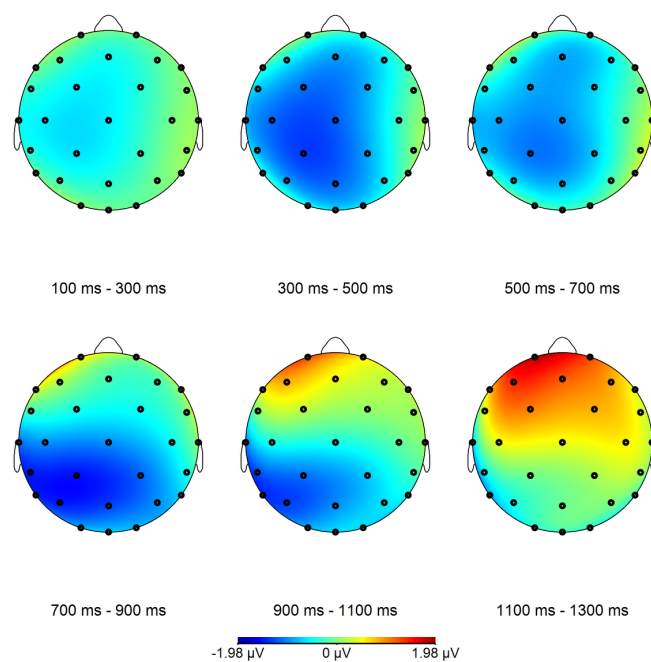 100 ms - 300 ms
300 ms - 500 ms
500 ms - 700 ms
700 ms - 900 ms
900 ms - 1100 ms
1100 ms - 1300 ms
-1.98 µV
0 µV
1.98 µV